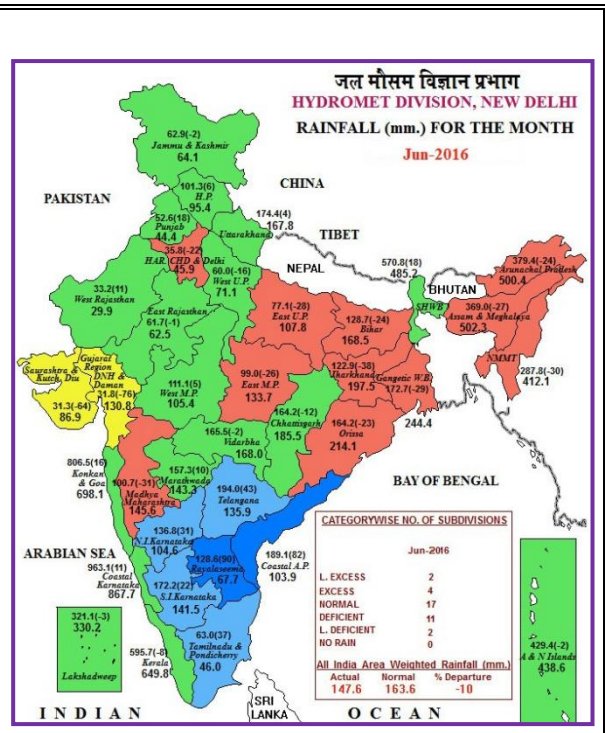 जल मौसम विज्ञान प्रभाग
HYDROMET DIVISION, NEW DELHI
RAINFALL (mm.) FOR THE MONTH
Jun-2016
62.9(-2)
Jammu & Kashmir
64.1
CHINA
101.3(6)
H.P.
95.4
PAKISTAN
52.6(18)
Punjab
44.4
174.4(4)
Uttarakhand
167.8
TIBET
35.8(-22)
HAR. CHD & Delhi
45.9
60.0(-16)
West U.P.
71.1
NEPAL
570.8(18)
485.2
SHWB
BHUTAN
379.4(-24)
Arunachal Pradesh
500.4
33.2(11)
West Rajasthan
29.9
East Rajasthan
61.7(-1)
62.5
77.1(-28)
East U.P.
107.8
128.7(-24)
Bihar
168.5
369.0(-27)
Assam & Meghalaya
502.3
NMMT
287.8(-30)
412.1
Gujarat
Region
DNH &
Daman
31.8(-76)
130.8
Saurashtra &
Kutch, Diu
31.3(-64)
86.9
111.1(5)
West M.P.
105.4
99.0(-26)
East M.P.
133.7
122.9(-38)
Jharkhand
197.5
Gangetic W.B.
172.7(-29)
244.4
164.2(-12)
Chhattisgarh
185.5
164.2(-23)
Orissa
214.1
165.5(-2)
Vidarbha
168.0
806.5(16)
Konkan
& Goa
698.1
100.7(-31)
Madhya
Maharashtra
145.6
157.3(10)
Marathwada
143.3
194.0(43)
Telangana
135.9
BAY OF BENGAL
ARABIAN SEA
136.8(31)
N.I.Karnataka
104.6
128.6(90)
Rayalaseema
67.7
189.1(82)
Coastal A.P.
103.9
963.1(11)
Coastal
Karnataka
867.7
172.2(22)
S.I.Karnataka
141.5
321.1(-3)
330.2
Lakshadweep
595.7(-8)
Kerala
649.8
63.0(37)
Tamilnadu &
Pondicherry
46.0
SRI
LANKA
429.4(-2)
A & N Islands
438.6
CATEGORYWISE NO. OF SUBDIVISIONS
Jun-2016
L. EXCESS 2
EXCESS 4
NORMAL 17
DEFICIENT 11
L. DEFICIENT 2
NO RAIN 0
All India Area Weighted Rainfall (mm.)
Actual Normal % Departure
147.6 163.6 -10
INDIAN OCEAN